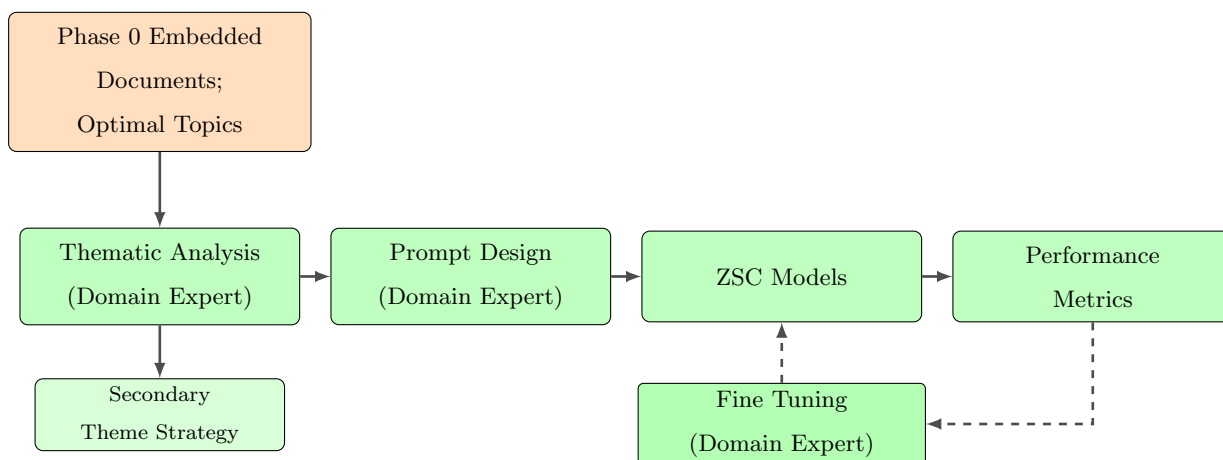 Phase 0 Embedded
Documents;
Optimal Topics
Thematic Analysis
(Domain Expert)
Prompt Design
(Domain Expert)
ZSC Models
Performance
Metrics
Secondary
Theme Strategy
Fine Tuning
(Domain Expert)